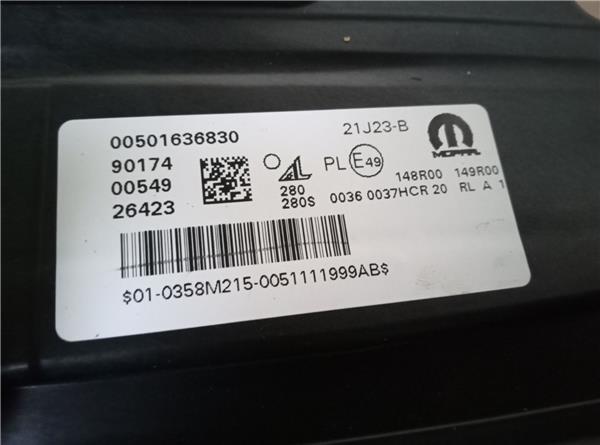 00501636830
90174
00549
26423
280
280S
21J23-B
MOPAR
PL E49
148R00 149R00
0036 0037HCR 20 RL A 1
$01-0358M215-0051111999AB$